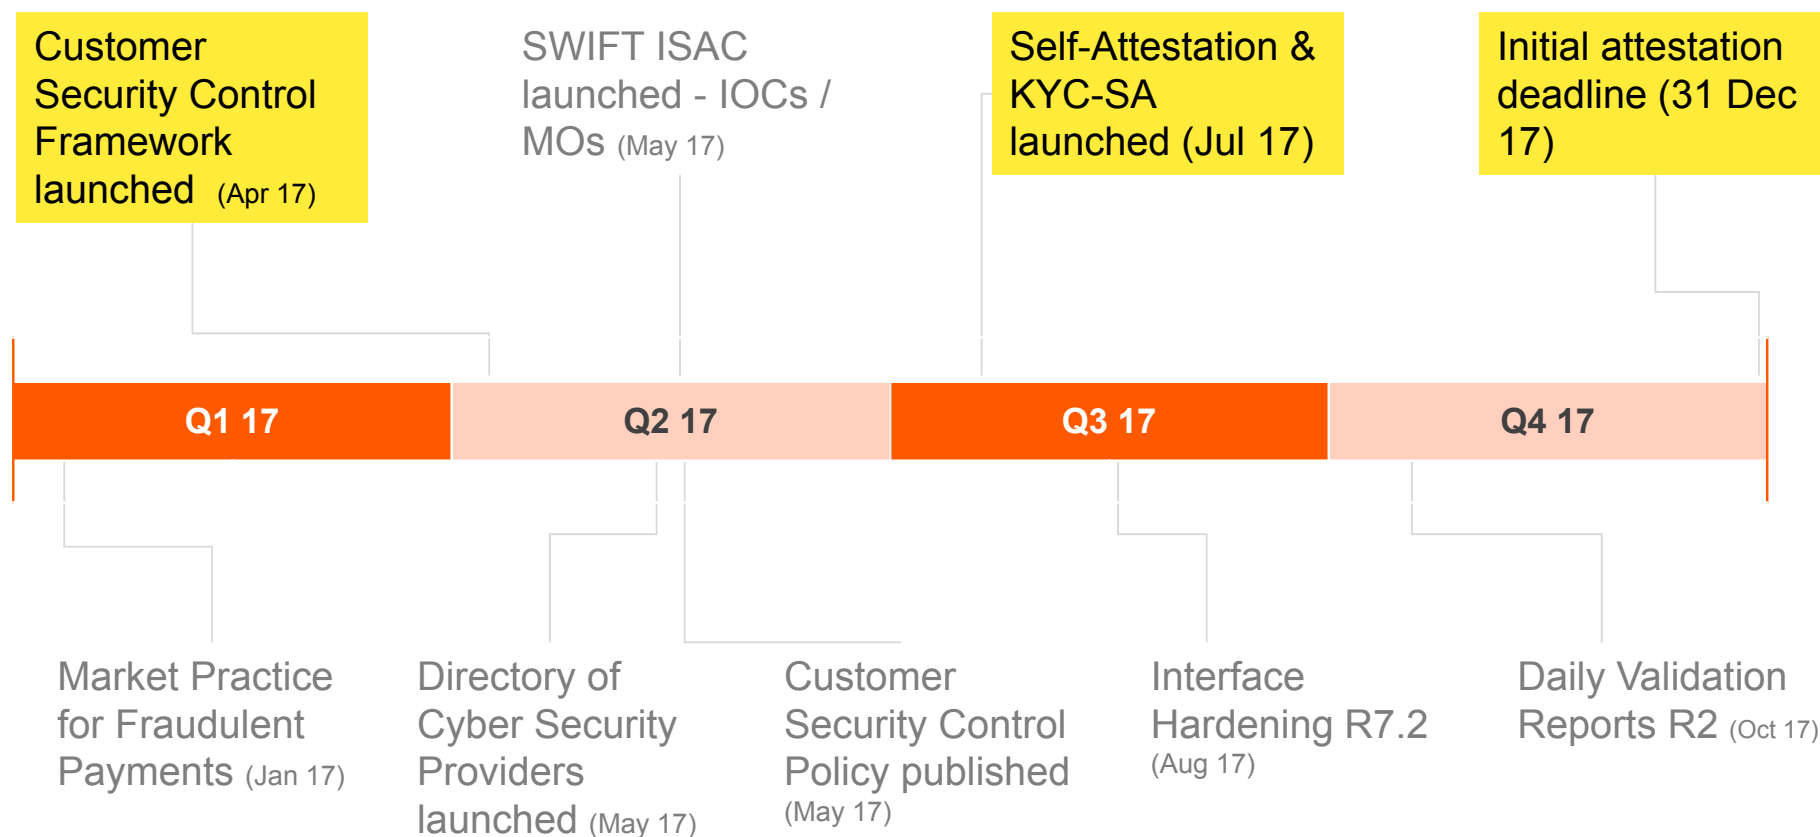 Customer
Security Control
Framework
launched (Apr 17)
SWIFT ISAC
launched - IOCs /
MOs (May 17)
Self-Attestation &
KYC-SA
launched (Jul 17)
Initial attestation
deadline (31 Dec
17)
Q1 17
Q2 17
Q3 17
Q4 17
Market Practice
for Fraudulent
Payments (Jan 17)
Directory of
Cyber Security
Providers
launched (May 17)
Customer
Security Control
Policy published
(May 17)
Interface
Hardening R7.2
(Aug 17)
Daily Validation
Reports R2 (Oct 17)